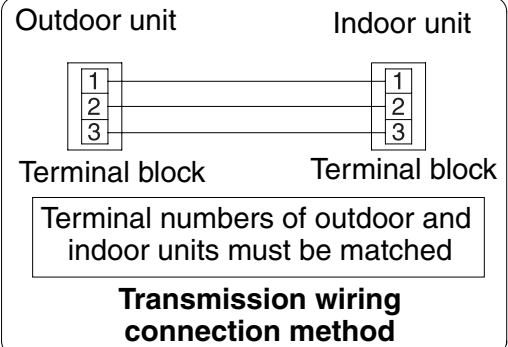 Outdoor unit Indoor unit
1 1
2 2
3 3
Terminal block Terminal block
Terminal numbers of outdoor and
indoor units must be matched
Transmission wiring
connection method